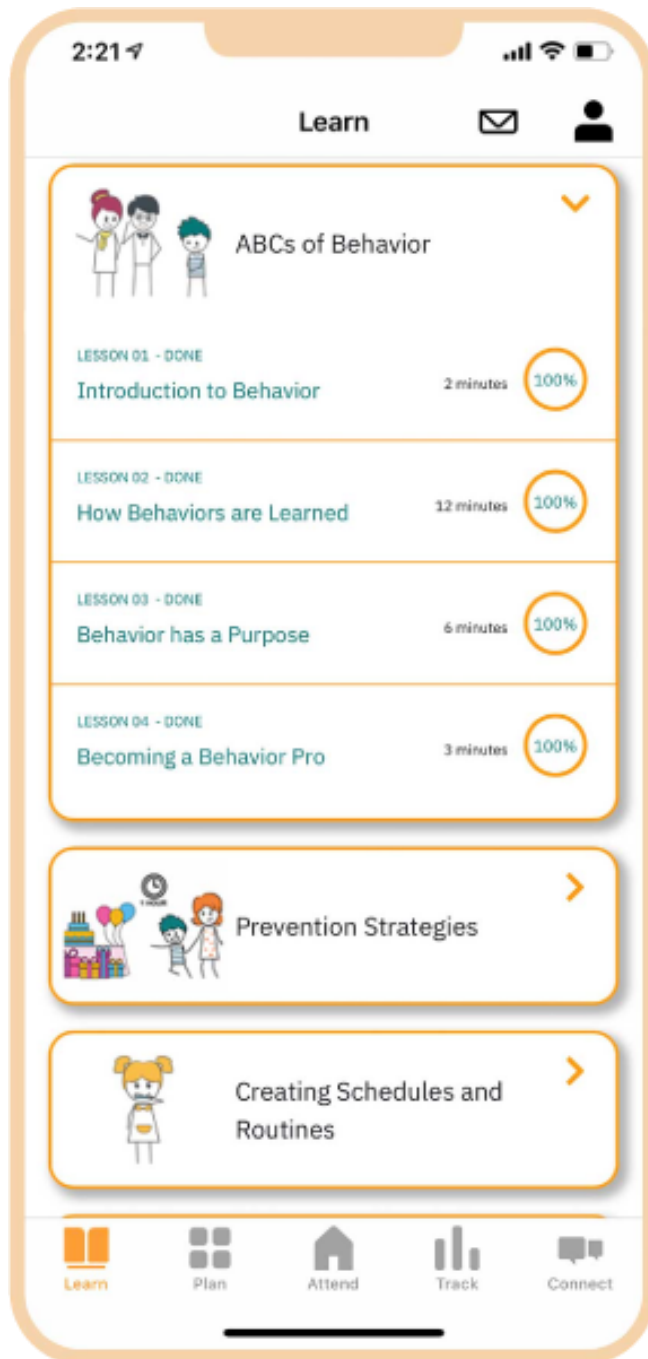 2:21
Learn
ABCs of Behavior
LESSON 01 - DONE
Introduction to Behavior
2 minutes
100%
LESSON 02 - DONE
How Behaviors are Learned
12 minutes
100%
LESSON 03 - DONE
Behavior has a Purpose
6 minutes
100%
LESSON 04 - DONE
Becoming a Behavior Pro
3 minutes
100%
1 HOUR
Prevention Strategies
Creating Schedules and
Routines
Learn
Plan
Attend
Track
Connect